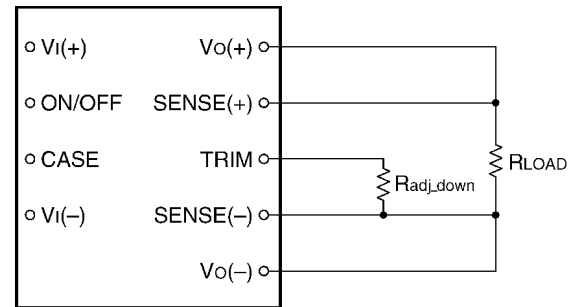 VI(+)
VO(+)
ON/OFF
SENSE(+)
CASE
TRIM
RLOAD
Radj_down
VI(–)
SENSE(–)
VO(–)